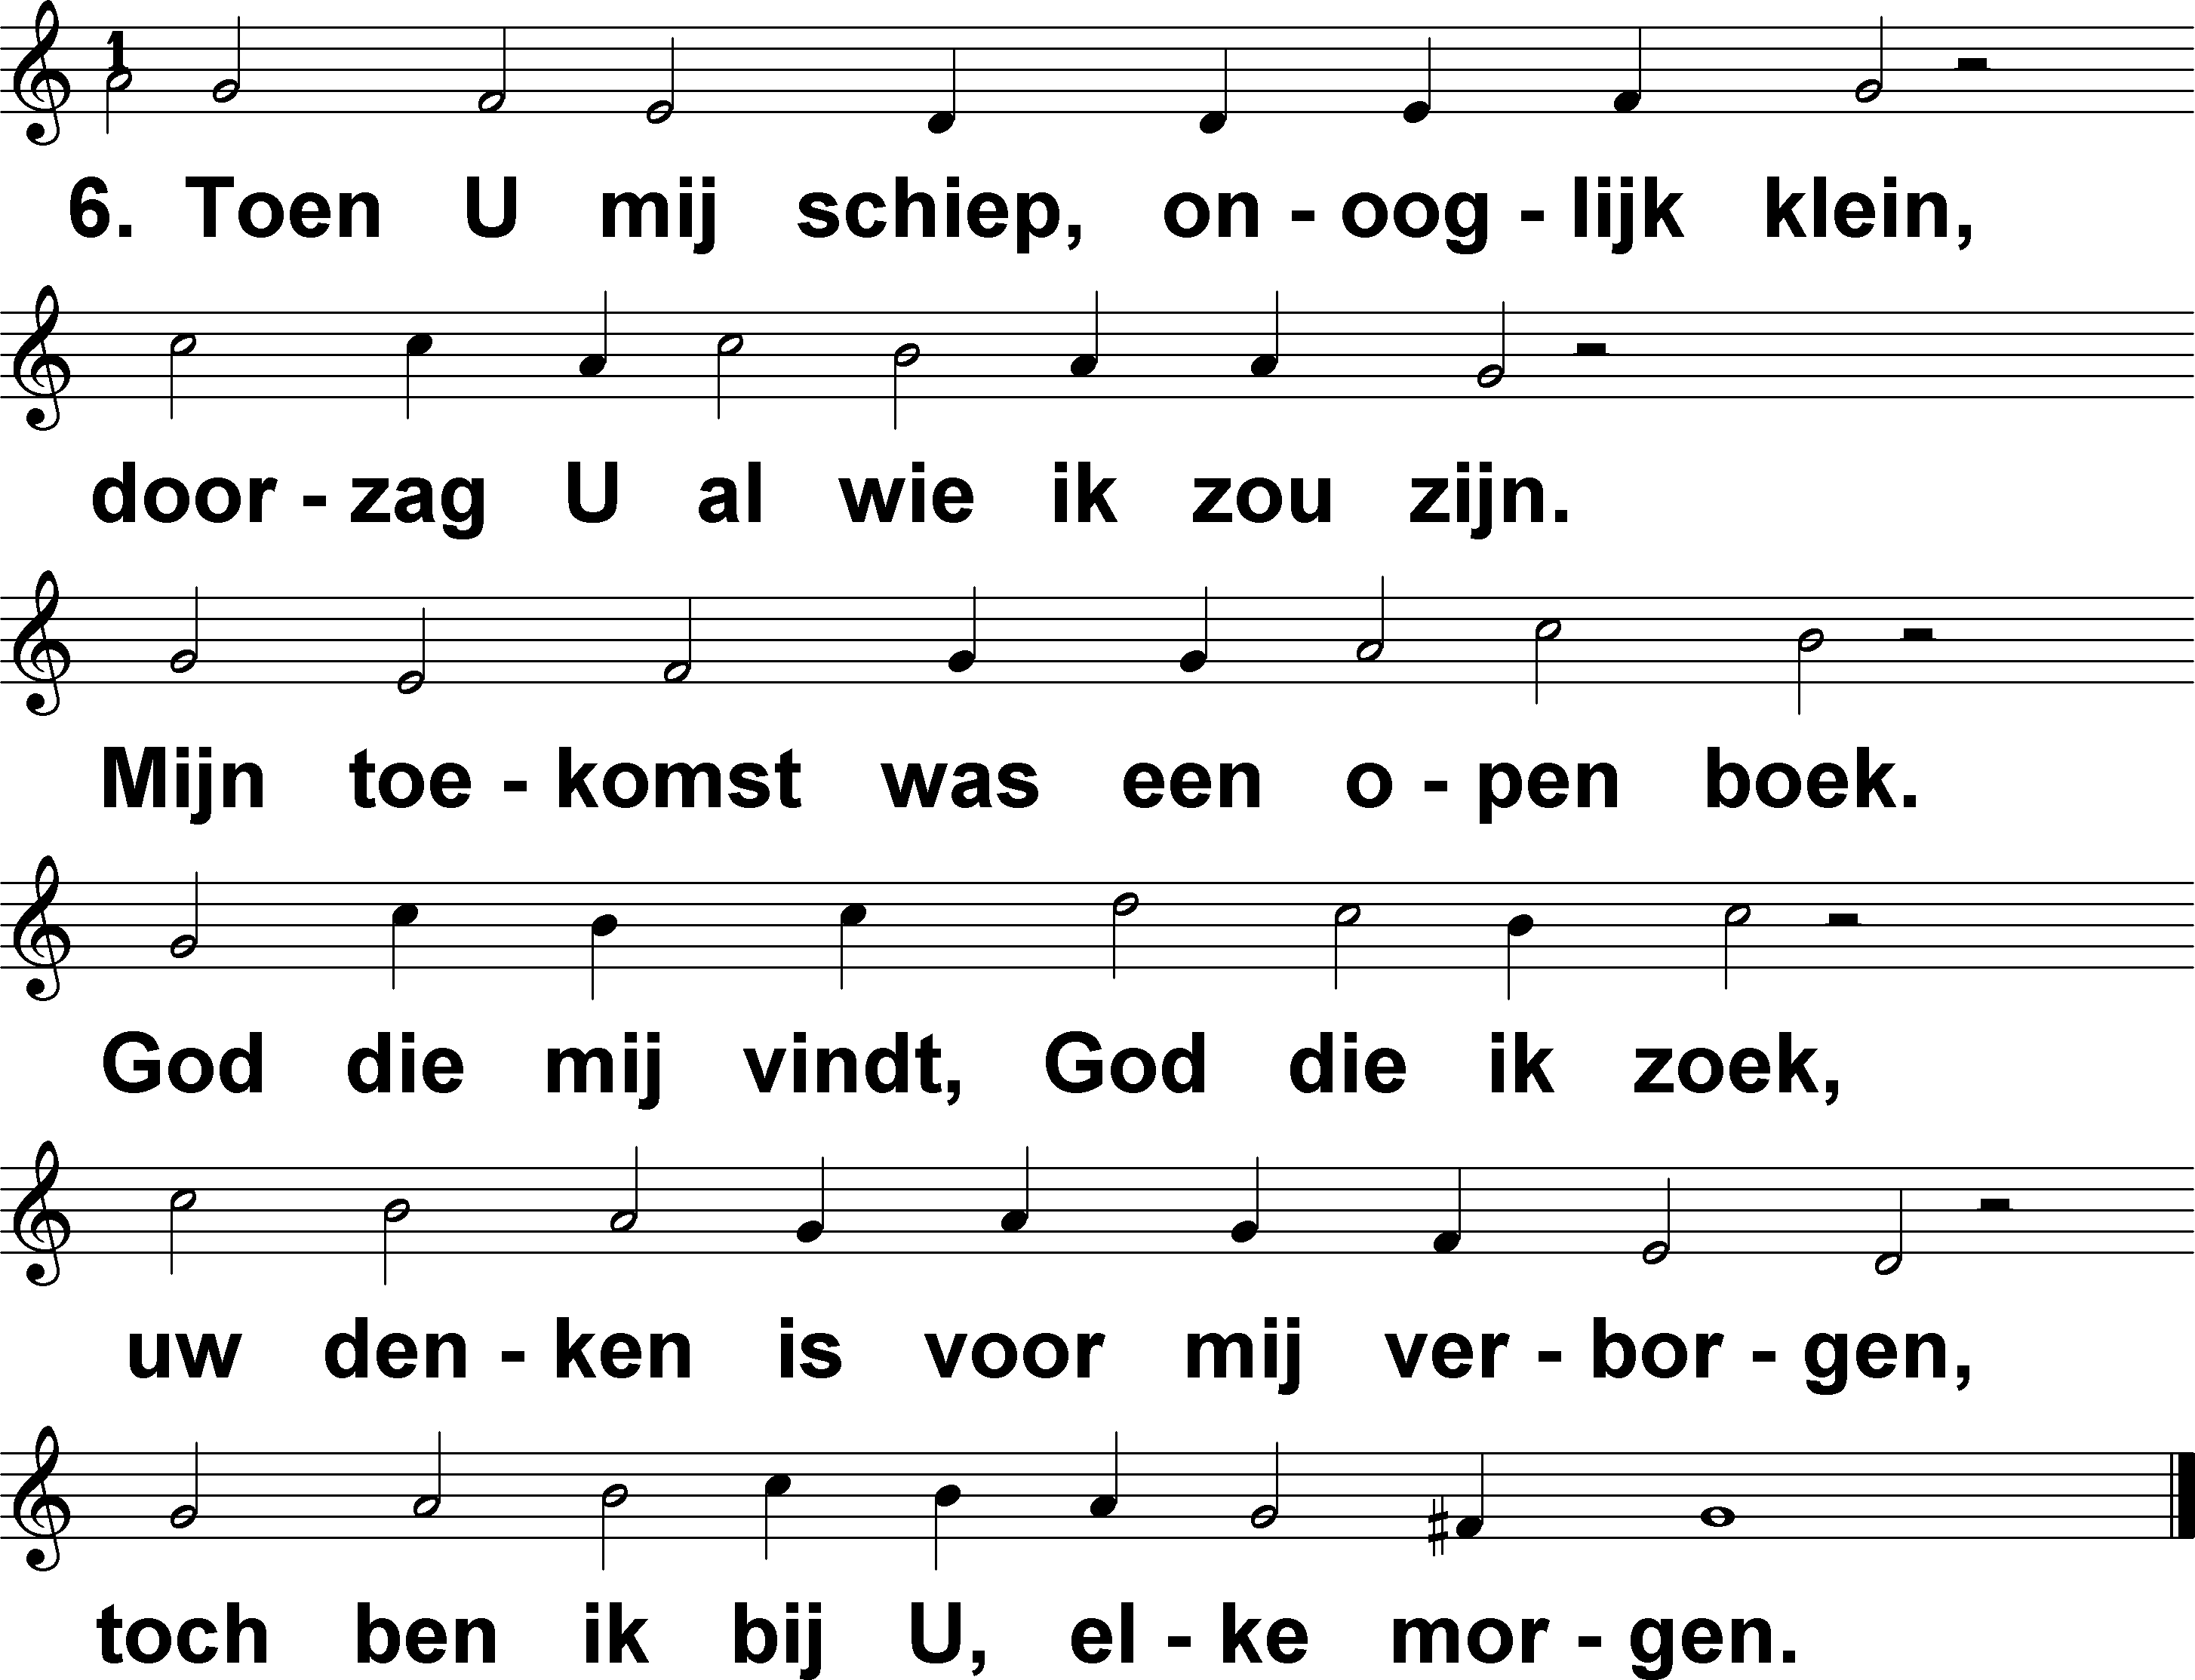 1
6. Toen U mij schiep, on - oog - lijk klein,
door - zag U al wie ik zou zijn.
Mijn toe - komst was een o - pen boek.
God die mij vindt, God die ik zoek,
uw den - ken is voor mij ver - bor - gen,
toch ben ik bij U, el - ke mor - gen.